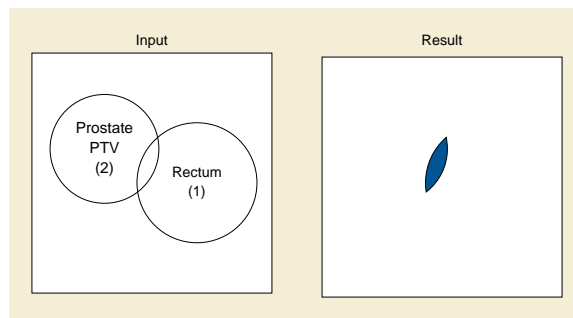 Input
Result
Prostate
PTV
(2)
Rectum
(1)